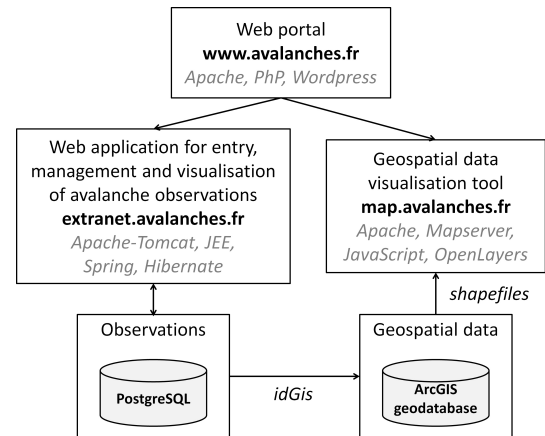 Web portal
www.avalanches.fr
Apache, PhP, Wordpress
Web application for entry,
management and visualisation
of avalanche observations
extranet.avalanches.fr
Apache-Tomcat, JEE,
Spring, Hibernate
Geospatial data
visualisation tool
map.avalanches.fr
Apache, Mapserver,
JavaScript, OpenLayers
shapefiles
Observations
PostgreSQL
idGis
Geospatial data
ArcGIS
geodatabase